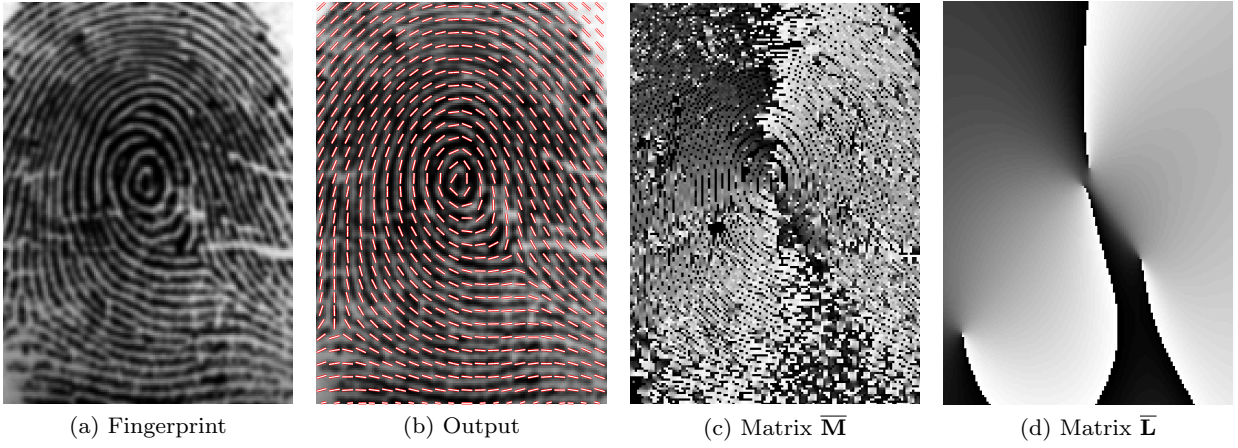 (a) Fingerprint
(b) Output
(c) Matrix M̅
(d) Matrix L̅